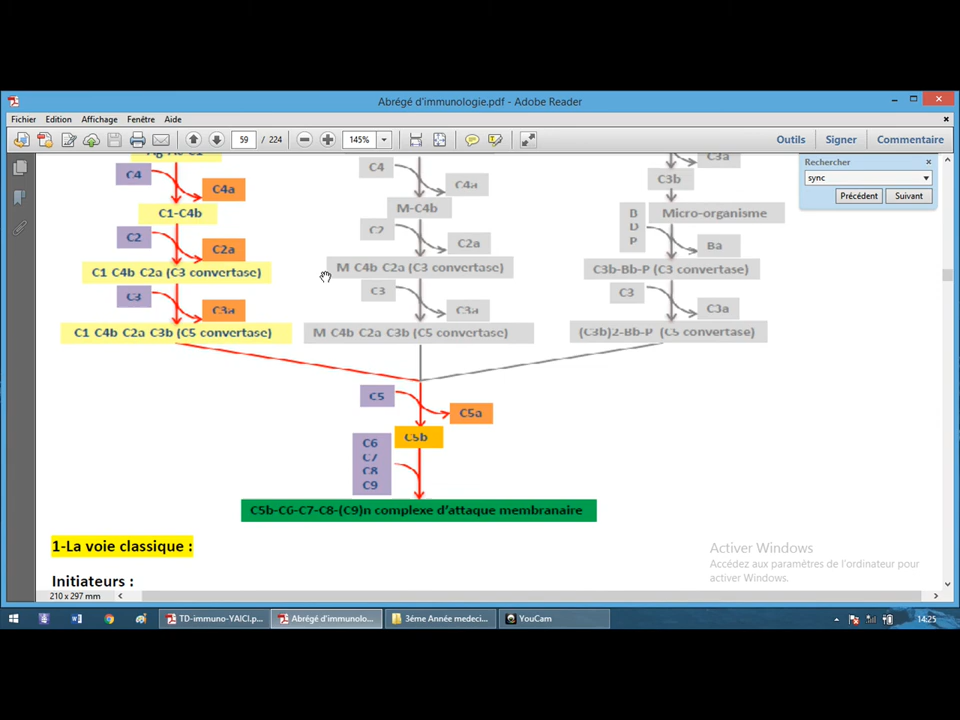 Abrégé d'immunologie.pdf - Adobe Reader
Fichier Edition Affichage Fenêtre Aide
59 / 224 145% Outils Signer Commentaire
Rechercher
sync
Précédent Suivant
C4
C4a
C1-C4b
C2
C2a
C1 C4b C2a (C3 convertase)
C3
C3a
C1 C4b C2a C3b (C5 convertase)
C4
C4a
M-C4b
C2
C2a
M C4b C2a (C3 convertase)
C3
C3a
M C4b C2a C3b (C5 convertase)
C3a
C3b
B
D
P
Micro-organisme
Ba
C3b-Bb-P (C3 convertase)
C3
C3a
(C3b)2-Bb-P (C5 convertase)
C5
C5a
C5b
C6
C7
C8
C9
C5b-C6-C7-C8-(C9)n complexe d'attaque membranaire
1-La voie classique :
Initiateurs :
Activer Windows
Accédez aux paramètres de l'ordinateur pour
activer Windows.
210 x 297 mm
TD-immuno-YAICI.p... Abrégé d'immunolo... 3éme Année medeci... YouCam 14:25